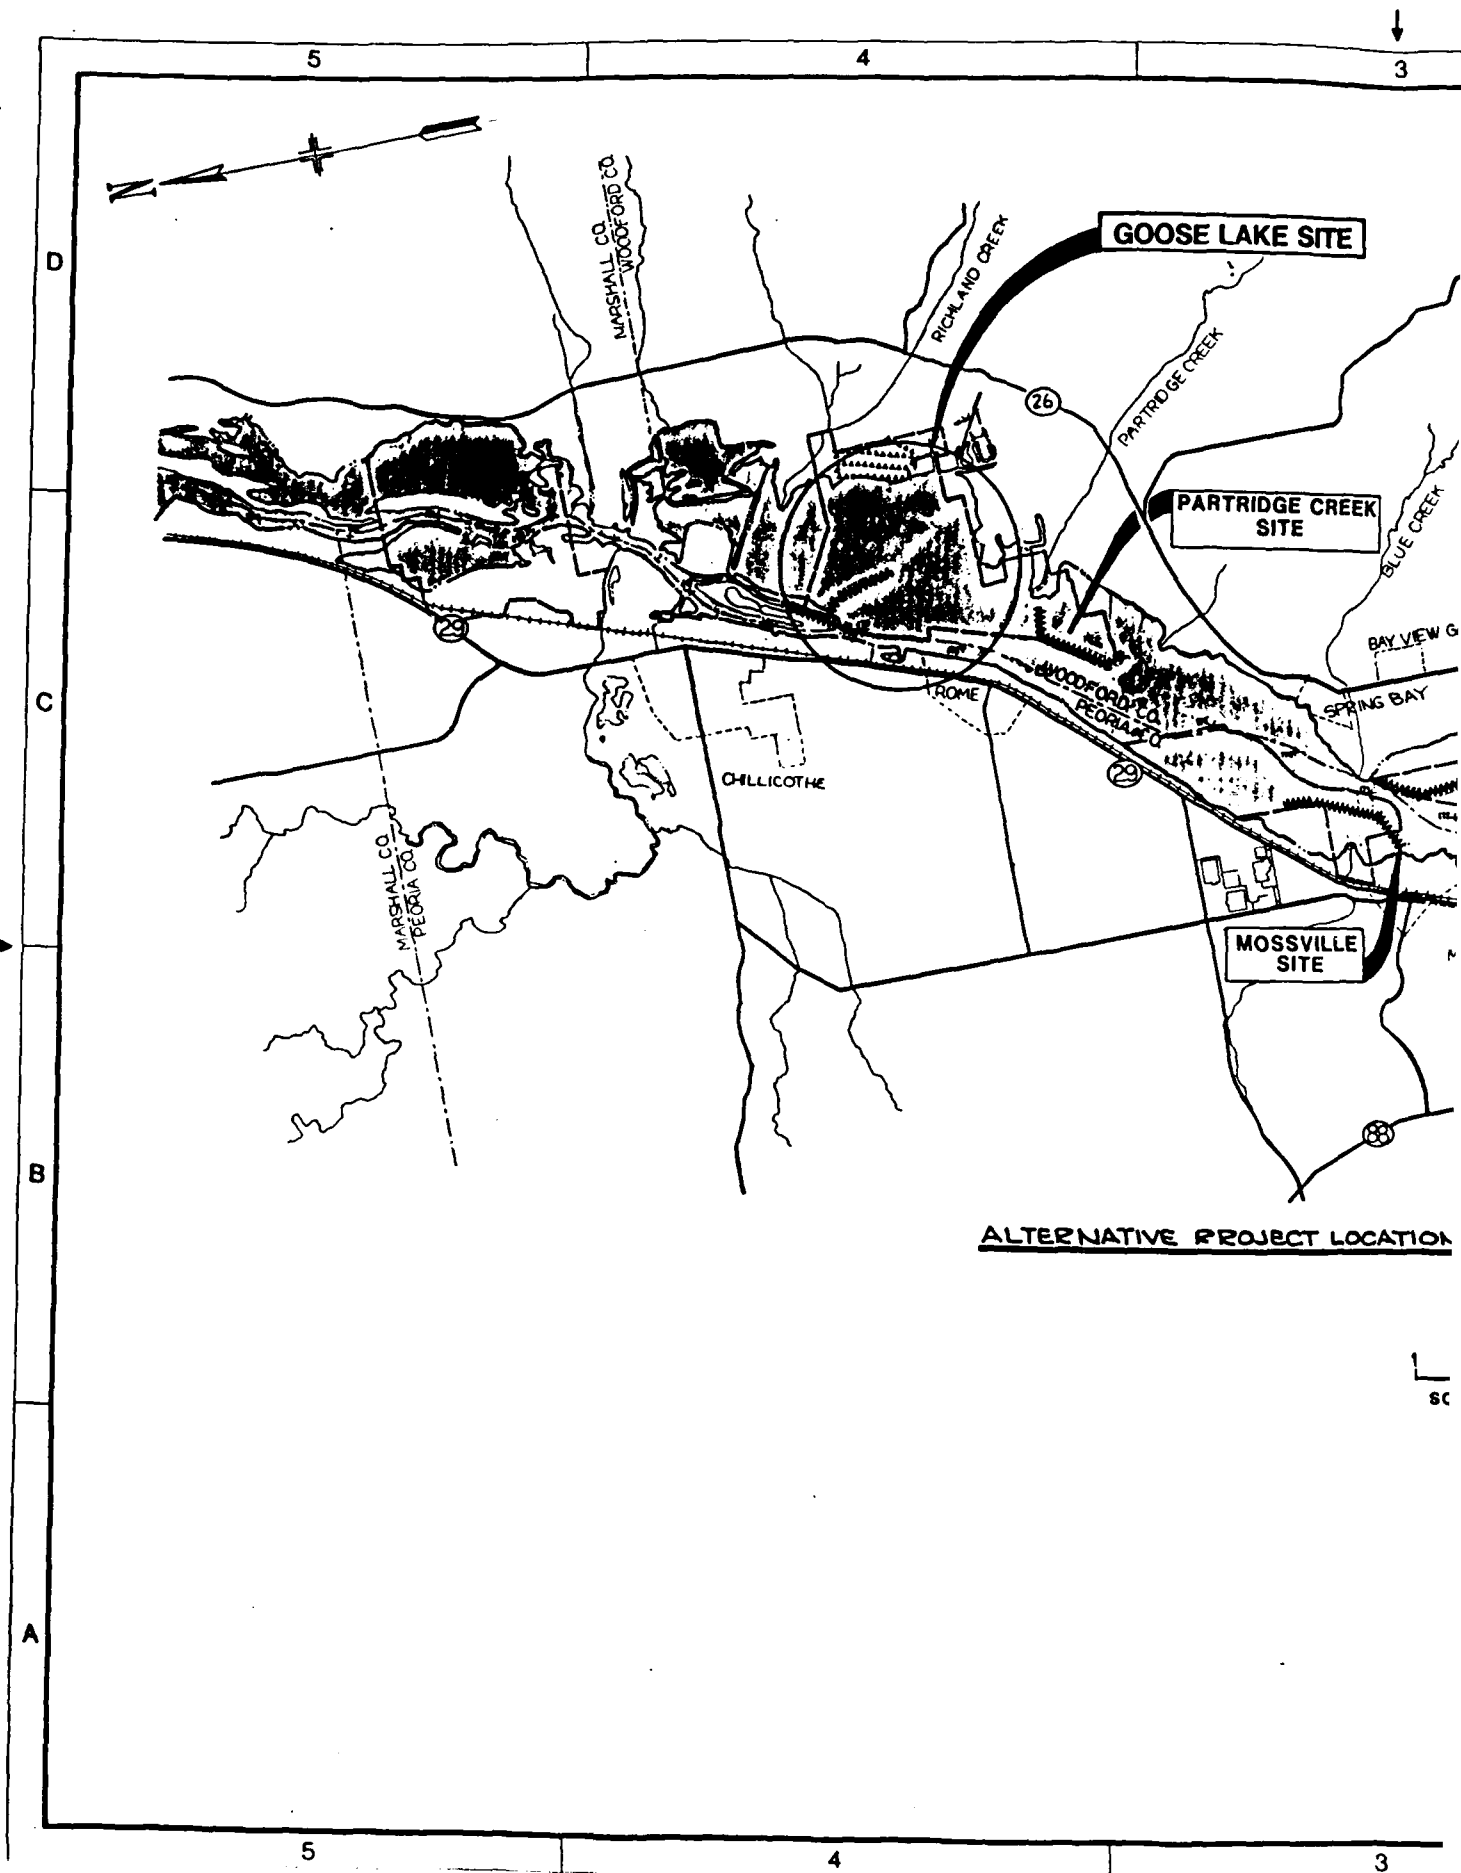 5 4 3
N
D
MARSHALL CO.
WOODFORD CO.
RICHLAND CREEK
GOOSE LAKE SITE
26
PARTRIDGE CREEK
PARTRIDGE CREEK
SITE
BLUE CREEK
29
BAY VIEW G
C
ROME
WOODFORD CO.
PEORIA CO.
SPRING BAY
CHILLICOTHE
29
MARSHALL CO.
PEORIA CO.
MOSSVILLE
SITE
88
B
ALTERNATIVE PROJECT LOCATION
1
SC
A
5 4 3